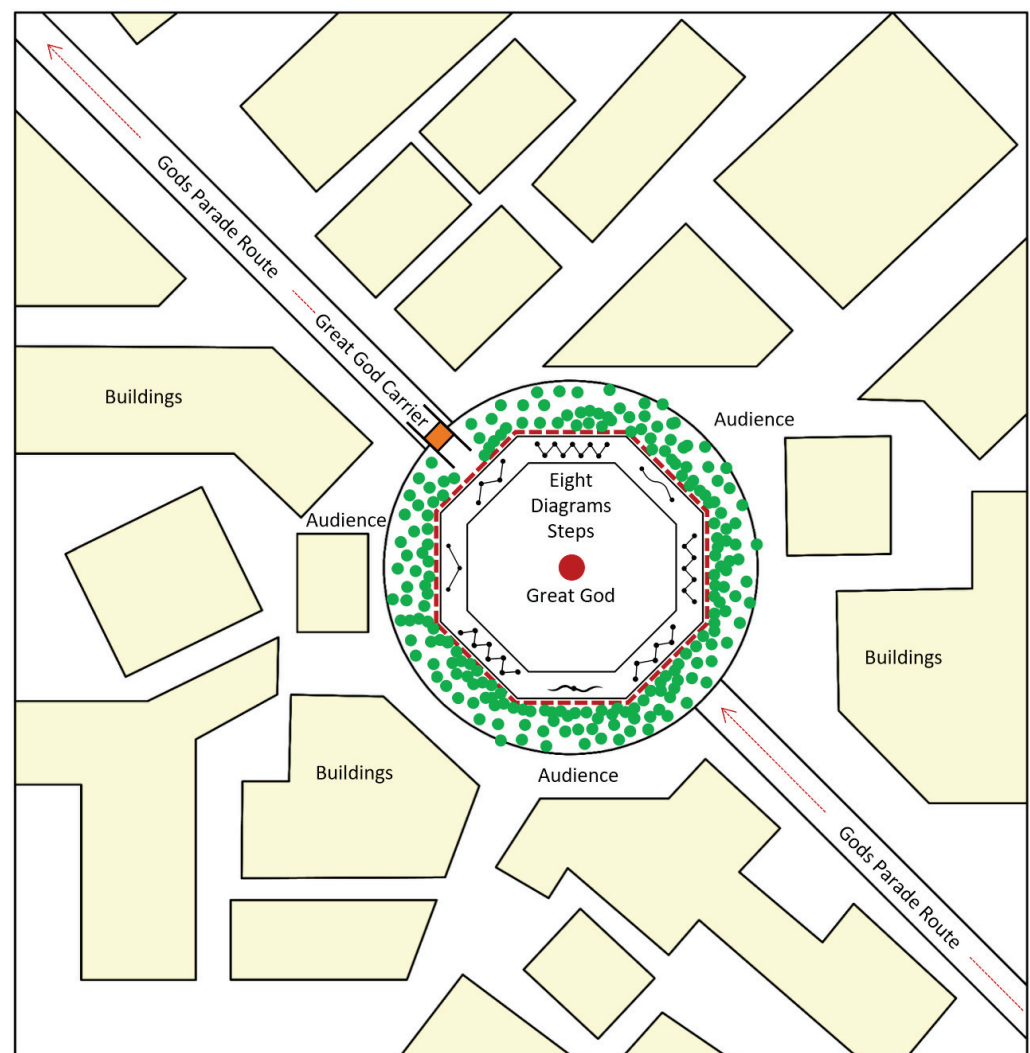 Gods Parade Route
Great God Carrier
Buildings
Audience
Audience
Eight
Diagrams
Steps
Great God
Buildings
Buildings
Audience
Gods Parade Route